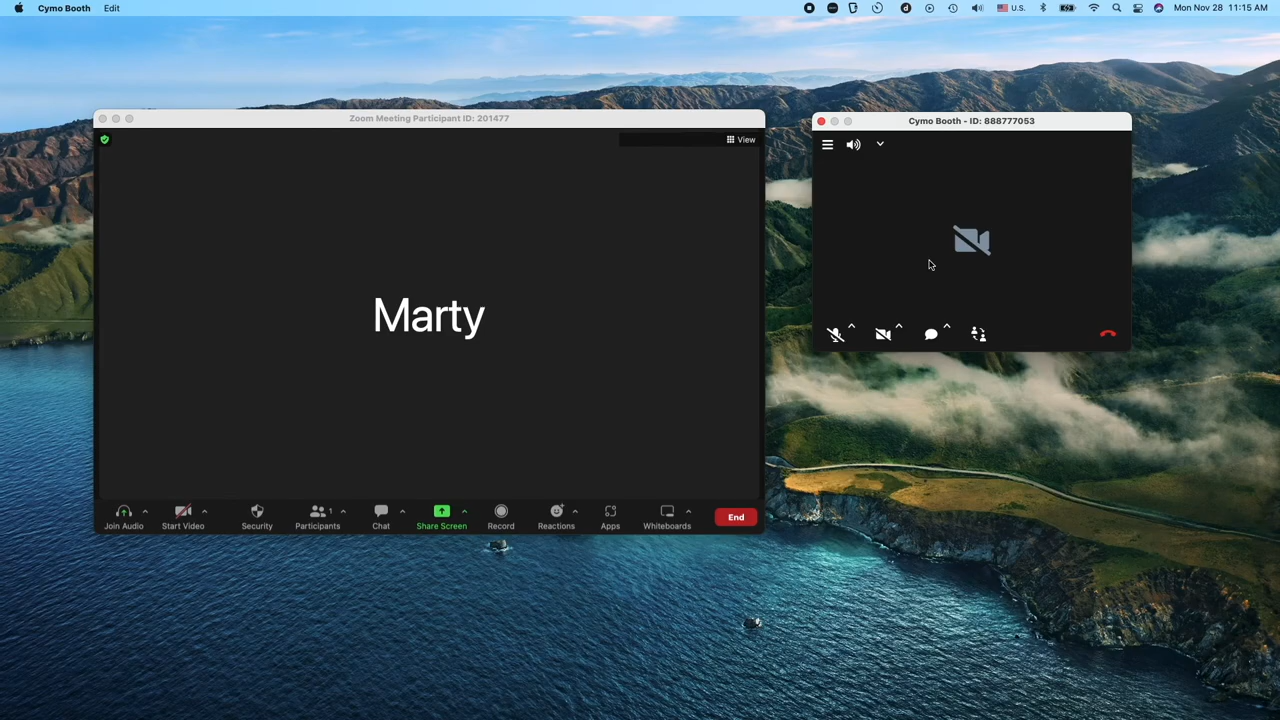 Cymo Booth Edit
U.S. Mon Nov 28 11:15 AM
Zoom Meeting Participant ID: 201477
View
Marty
Join Audio Start Video Security Participants 1 Chat Share Screen Record Reactions Apps Whiteboards End
Cymo Booth - ID: 888777053